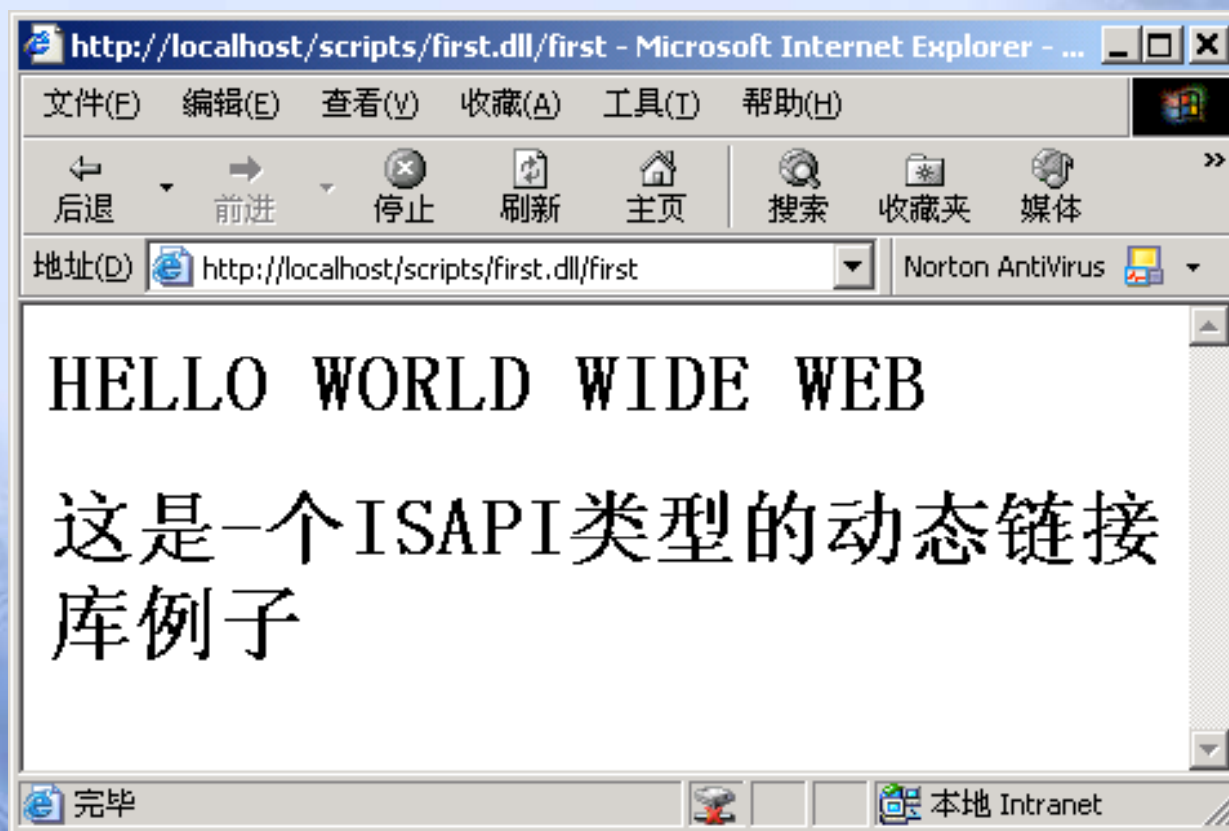 http://localhost/scripts/first.dll/first - Microsoft Internet Explorer - ...
文件(F) 编辑(E) 查看(V) 收藏(A) 工具(T) 帮助(H)
后退 前进 停止 刷新 主页 搜索 收藏夹 媒体 »
地址(D) http://localhost/scripts/first.dll/first Norton AntiVirus
HELLO WORLD WIDE WEB
这是-个ISAPI类型的动态链接
库例子
完毕 本地 Intranet